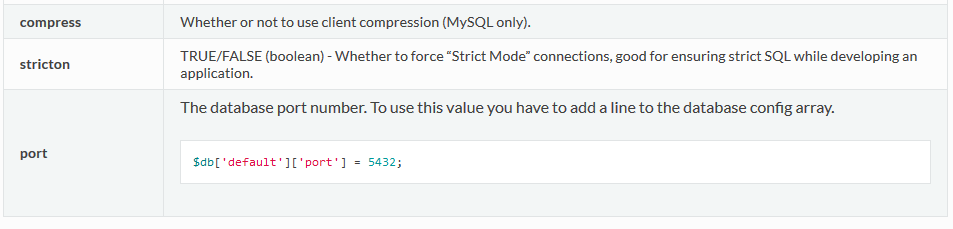 compress
Whether or not to use client compression (MySQL only).
stricton
TRUE/FALSE (boolean) - Whether to force “Strict Mode” connections, good for ensuring strict SQL while developing an
application.
port
The database port number. To use this value you have to add a line to the database config array.
$db['default']['port'] = 5432;